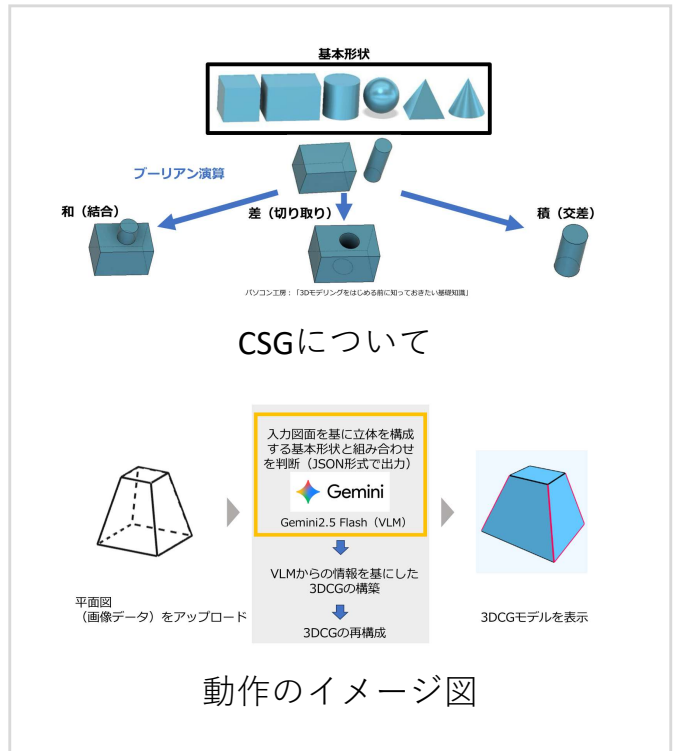 基本形状
ブーリアン演算
和（結合）
差（切り取り）
積（交差）
パソコン工房：「3Dモデリングをはじめる前に知っておきたい基礎知識」
CSGについて
入力図面を基に立体を構成
する基本形状と組み合わせ
を判断（JSON形式で出力）
Gemini
Gemini2.5 Flash（VLM）
VLMからの情報を基にした
3DCGの構築
3DCGの再構成
平面図
（画像データ）をアップロード
3DCGモデルを表示
動作のイメージ図